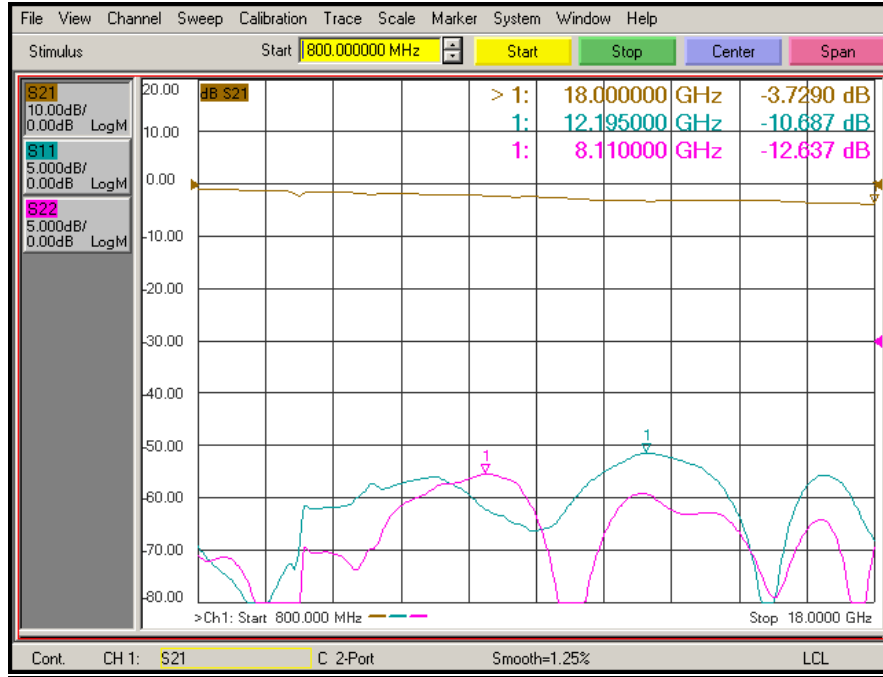 File View Channel Sweep Calibration Trace Scale Marker System Window Help
Stimulus Start 800.000000 MHz Start Stop Center Span
S21
10.00dB/
0.00dB LogM
S11
5.000dB/
0.00dB LogM
S22
5.000dB/
0.00dB LogM
20.00
10.00
0.00
-10.00
-20.00
-30.00
-40.00
-50.00
-60.00
-70.00
-80.00
dB S21
> 1: 18.000000 GHz -3.7290 dB
1: 12.195000 GHz -10.687 dB
1: 8.110000 GHz -12.637 dB
1
1
>Ch1: Start 800.000 MHz Stop 18.0000 GHz
Cont. CH 1: S21 C 2-Port Smooth=1.25% LCL